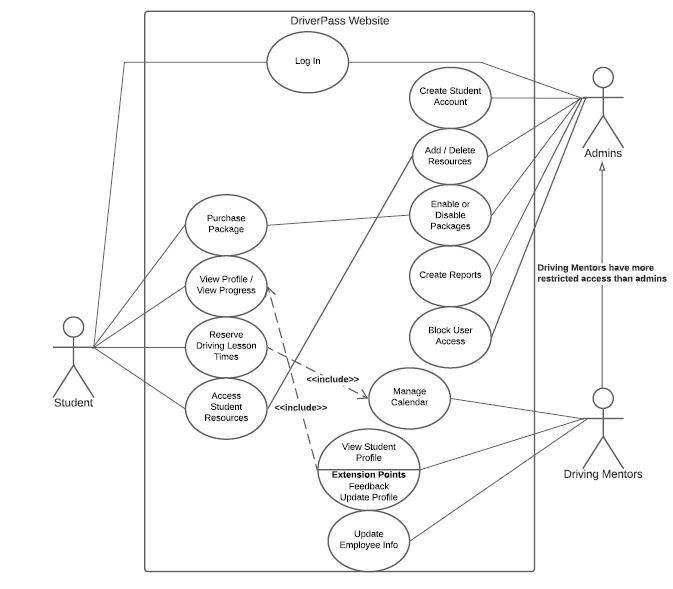 DriverPass Website
Log In
Create Student
Account
Add / Delete
Resources
Admins
Purchase
Package
Enable or
Disable
Packages
View Profile /
View Progress
Create Reports
Driving Mentors have more
restricted access than admins
Reserve
Driving Lesson
Times
Block User
Access
<<include>>
Student
Access
Student
Resources
<<include>>
Manage
Calendar
View Student
Profile
Extension Points
Feedback
Update Profile
Driving Mentors
Update
Employee Info